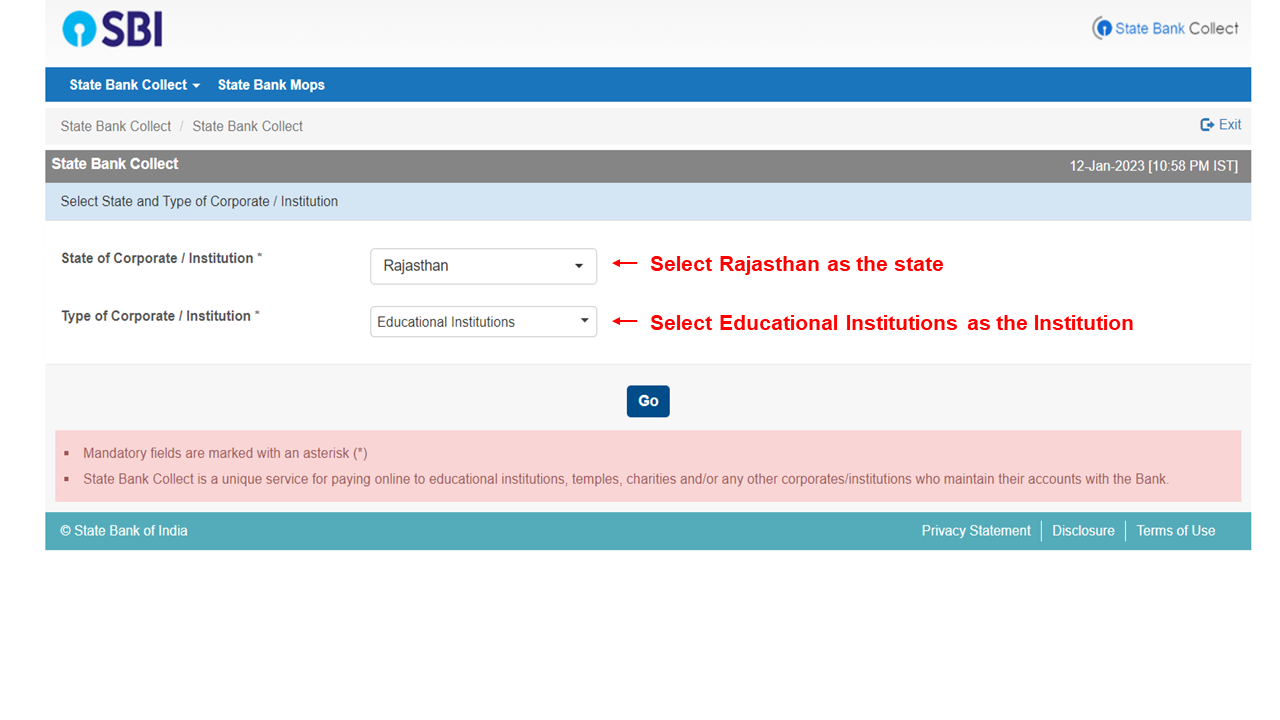 SBI
State Bank Collect
State Bank Collect State Bank Mops
State Bank Collect / State Bank Collect
Exit
State Bank Collect
12-Jan-2023 [10:58 PM IST]
Select State and Type of Corporate / Institution
State of Corporate / Institution *
Rajasthan
Select Rajasthan as the state
Type of Corporate / Institution *
Educational Institutions
Select Educational Institutions as the Institution
Go
Mandatory fields are marked with an asterisk (*)
State Bank Collect is a unique service for paying online to educational institutions, temples, charities and/or any other corporates/institutions who maintain their accounts with the Bank.
© State Bank of India
Privacy Statement
Disclosure
Terms of Use